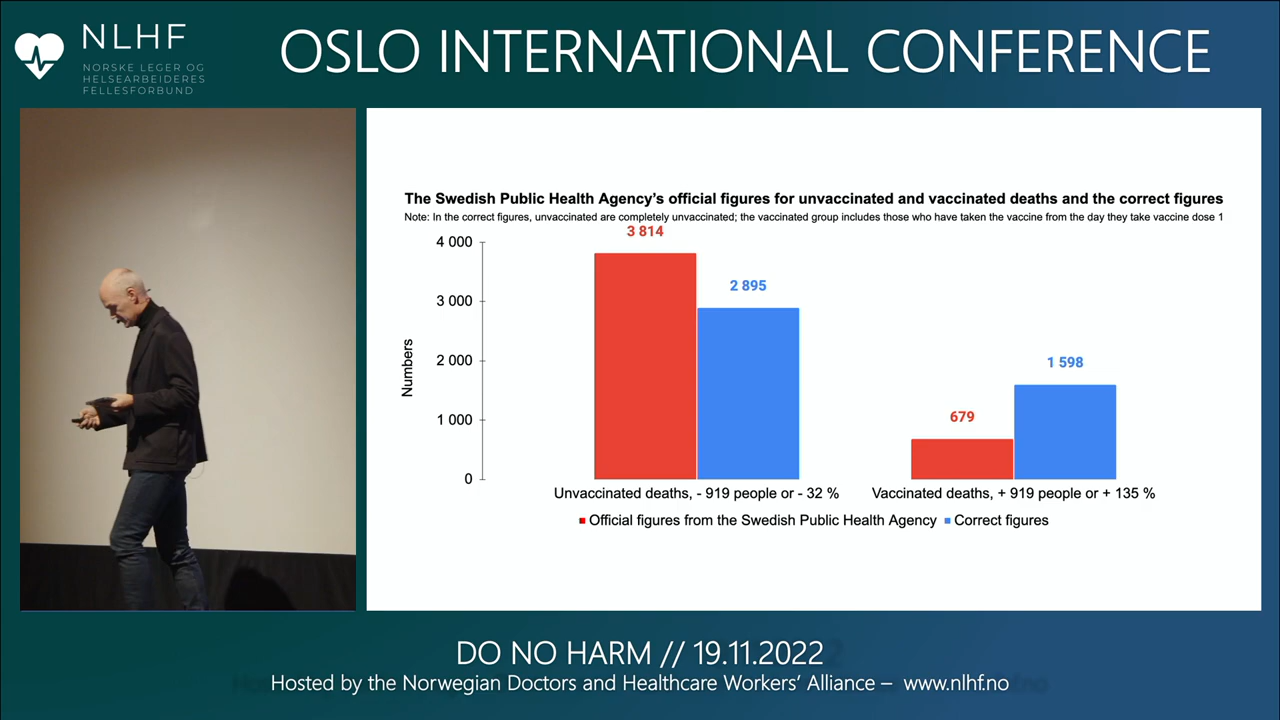 NLHF
NORSKE LEGER OG
HELSEARBEIDERES
FELLESFORBUND
OSLO INTERNATIONAL CONFERENCE
The Swedish Public Health Agency's official figures for unvaccinated and vaccinated deaths and the correct figures
Note: In the correct figures, unvaccinated are completely unvaccinated; the vaccinated group includes those who have taken the vaccine from the day they take vaccine dose 1
3 814
4 000
2 895
3 000
1 598
2 000
679
1 000
0
Numbers
Unvaccinated deaths, - 919 people or - 32 %
Vaccinated deaths, + 919 people or + 135 %
Official figures from the Swedish Public Health Agency
Correct figures
DO NO HARM // 19.11.2022
Hosted by the Norwegian Doctors and Healthcare Workers' Alliance – www.nlhf.no